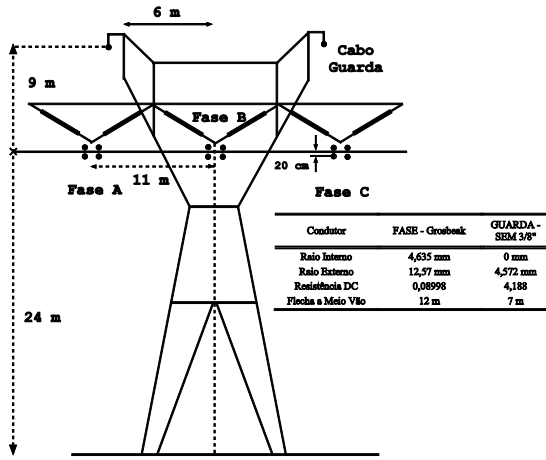 6 m
Cabo
Guarda
9 m
Fase B
20 cm
11 m
Fase A
Fase C
Condutor FASE - Grosbeak GUARDA - SEM 3/8"
Raio Interno 4,635 mm 0 mm
Raio Externo 12,57 mm 4,572 mm
Resistência DC 0,08998 4,188
Flecha a Meio Vão 12 m 7 m
24 m